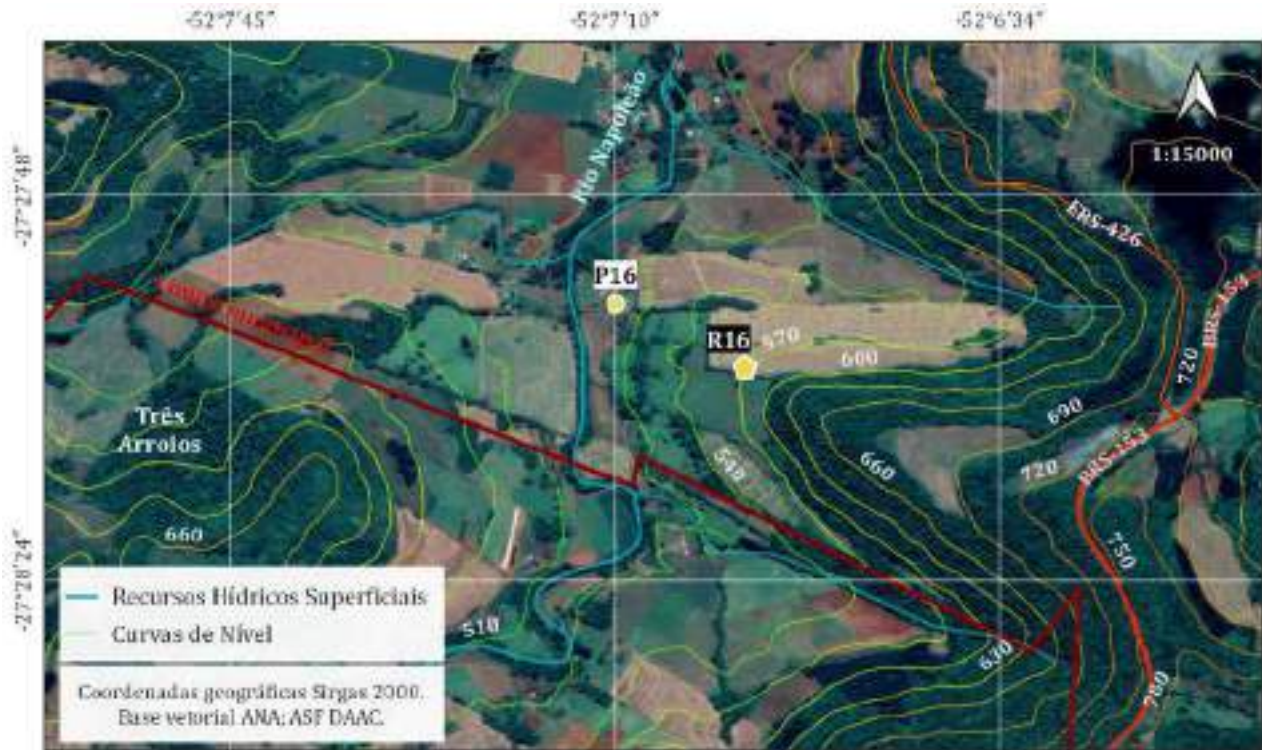 -52°7'45"
-52°7'10"
-52°6'34"
-27°27'48"
-27°28'24"
Rio Napoleão
1:15000
ERS-426
P16
BRS-153
R16
570
600
720
Três
Arroios
690
540
660
720
BRS-153
660
750
510
630
780
Recursos Hídricos Superficiais
Curvas de Nível
Coordenadas geográficas Sirgas 2000.
Base vetorial ANA; ASF DAAC.